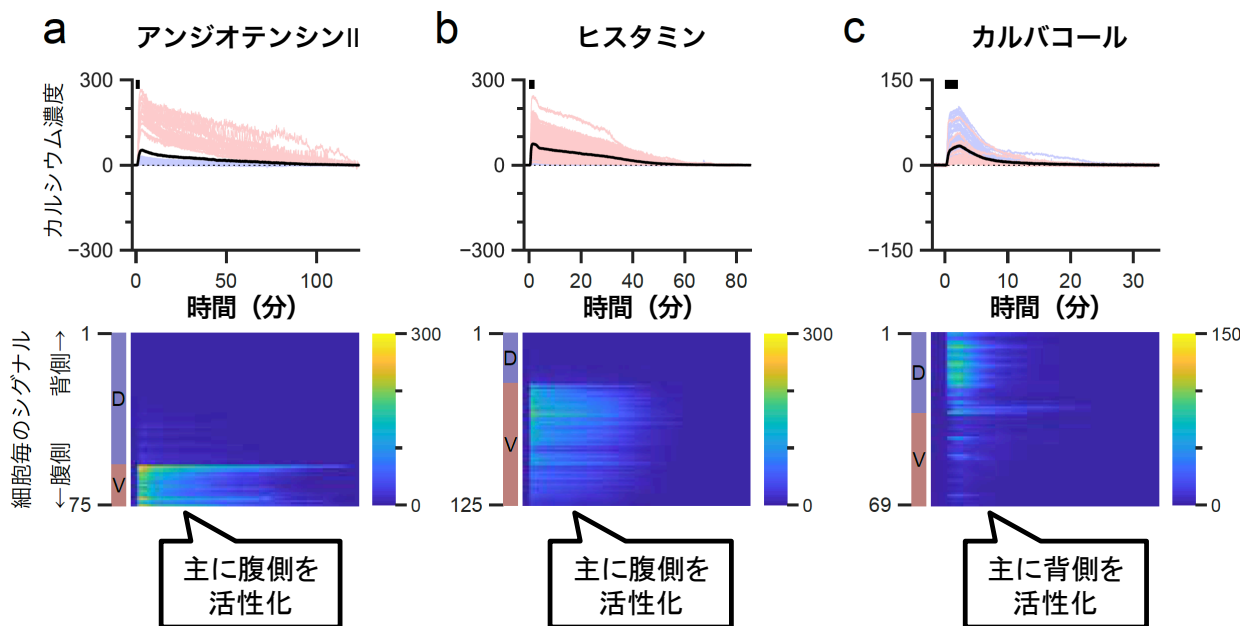 a アンジオテンシンII
b ヒスタミン
c カルバコール
カルシウム濃度
300
0
−300
0 50 100
時間（分）
300
0
−300
0 20 40 60 80
時間（分）
150
0
−150
0 10 20 30
時間（分）
細胞毎のシグナル
←腹側 背側→
1
75
D
V
300
0
1
125
D
V
300
0
1
69
D
V
150
0
主に腹側を
活性化
主に腹側を
活性化
主に背側を
活性化